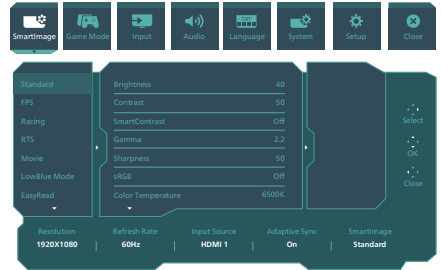 TXT
SmartImage Game Mode Input Audio Language System Setup Close
Standard Brightness 40
FPS Contrast 50
Racing SmartContrast Off
RTS Gamma 2.2
Movie Sharpness 50
LowBlue Mode sRGB Off
EasyRead Color Temperature 6500K
Select
OK
Close
Resolution Refresh Rate Input Source Adaptive Sync SmartImage
1920X1080 | 60Hz | HDMI 1 | On | Standard